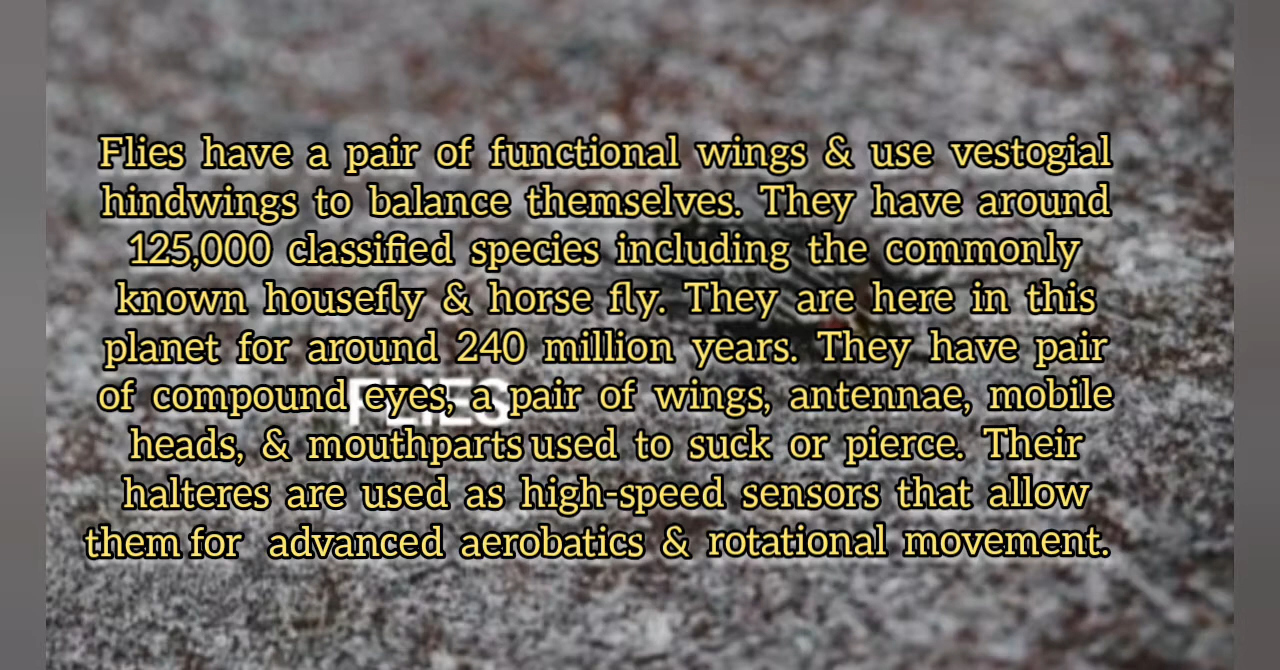 Flies have a pair of functional wings & use vestogial
hindwings to balance themselves. They have around
125,000 classified species including the commonly
known housefly & horse fly. They are here in this
planet for around 240 million years. They have pair
of compound eyes, a pair of wings, antennae, mobile
FLIES
heads, & mouthparts used to suck or pierce. Their
halteres are used as high-speed sensors that allow
them for advanced aerobatics & rotational movement.